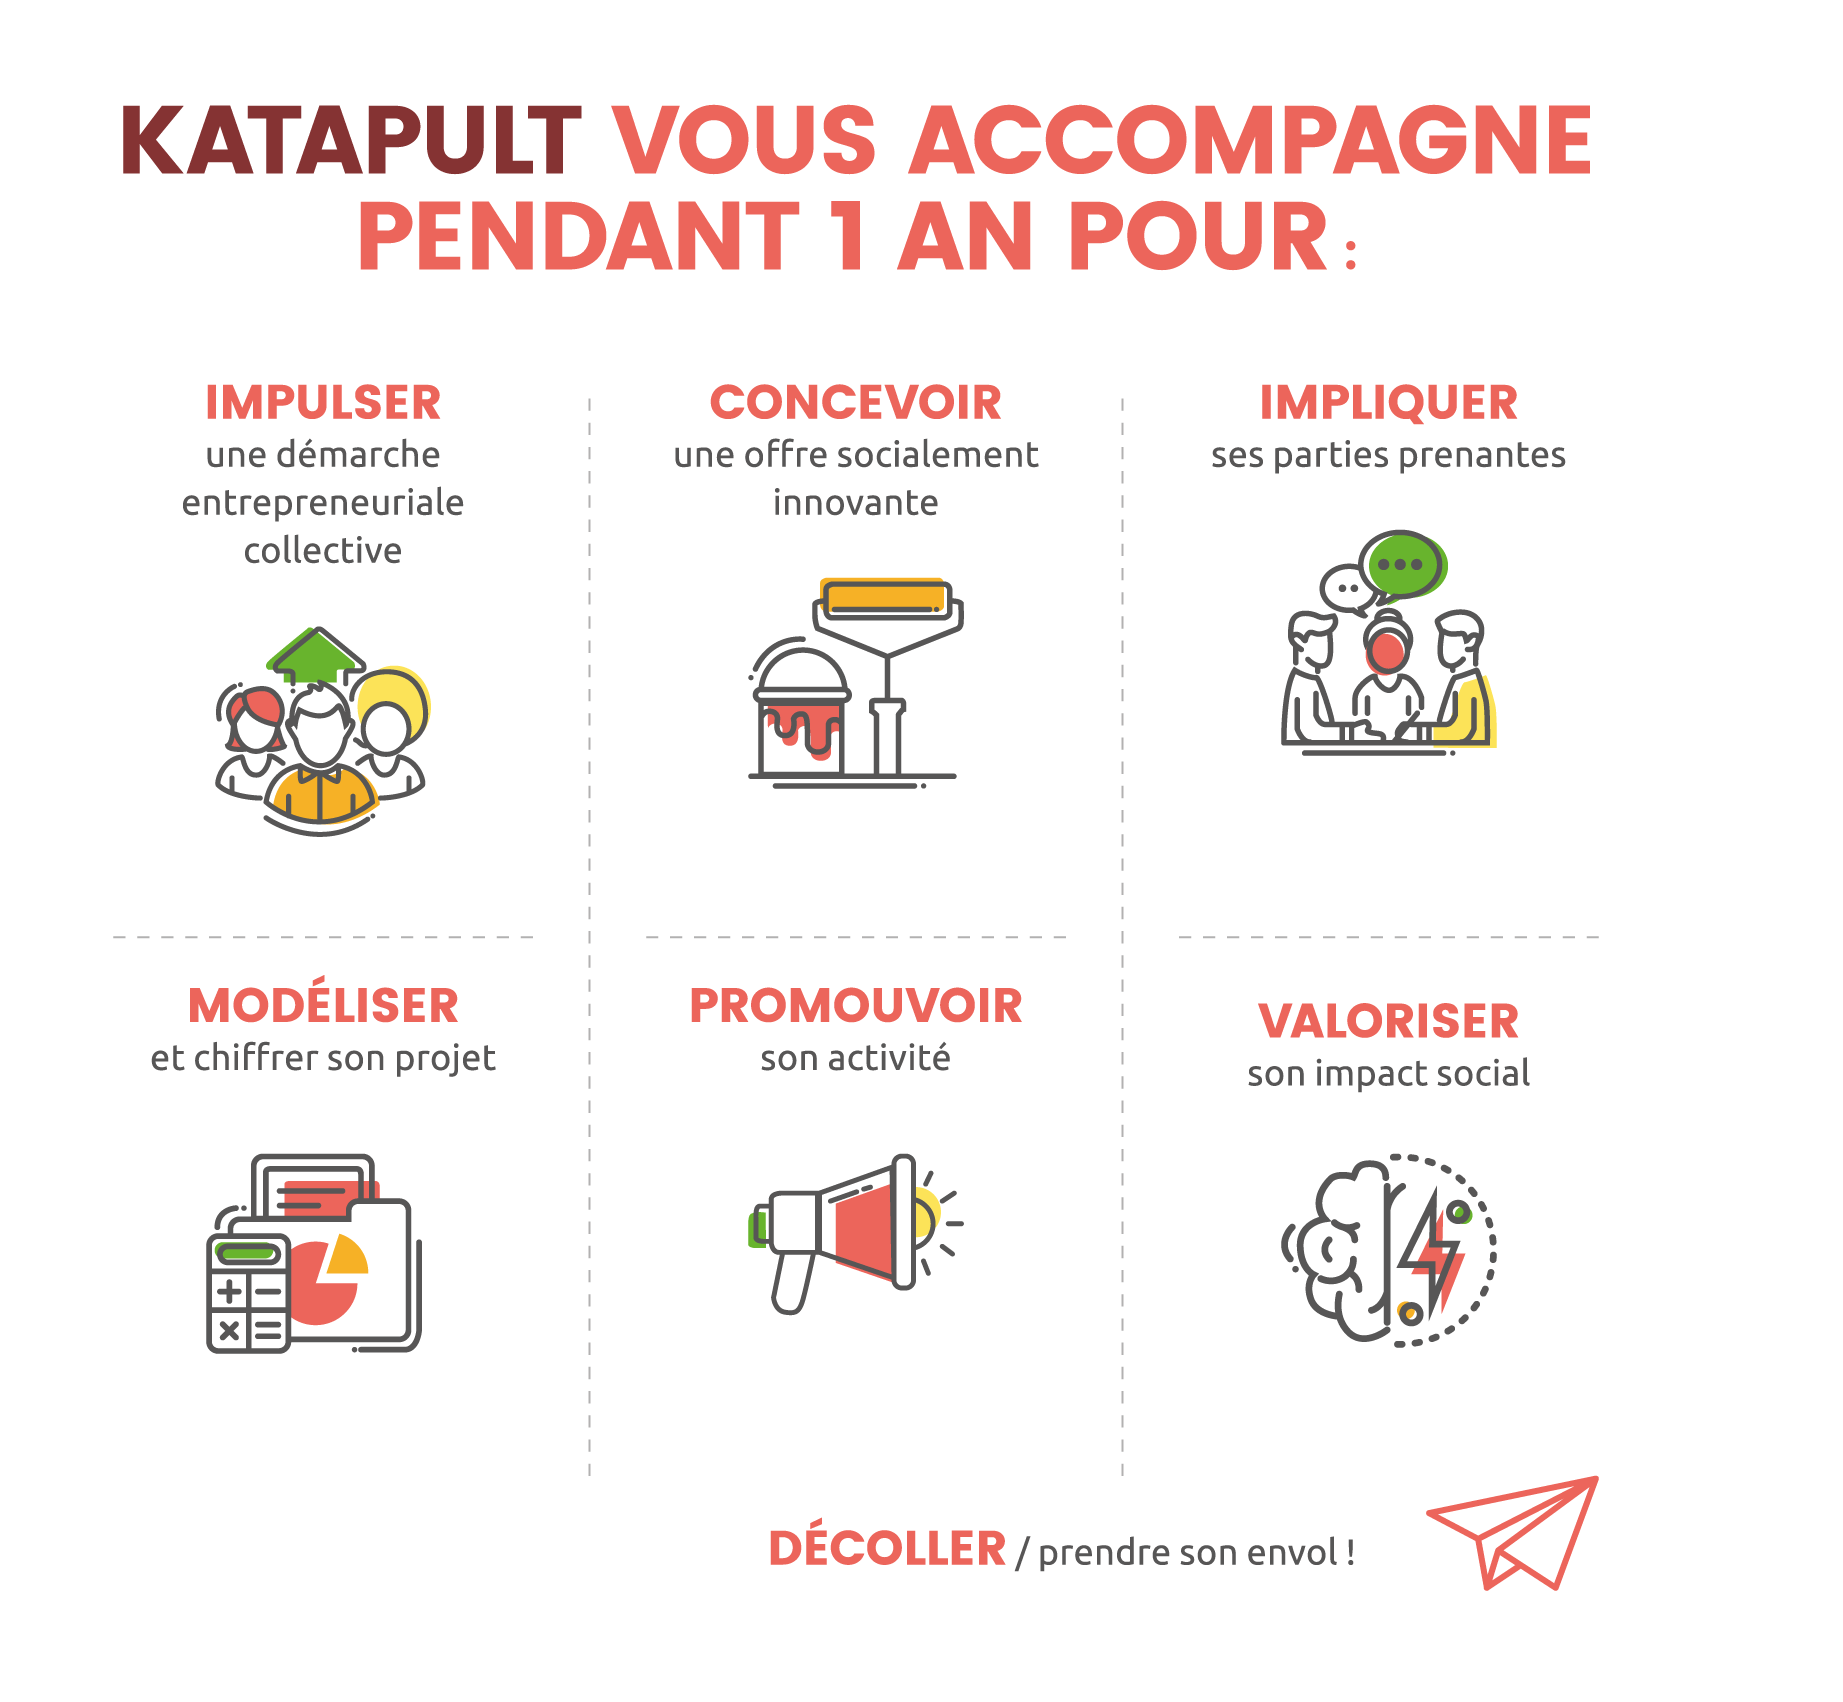 KATAPULT VOUS ACCOMPAGNE
PENDANT 1 AN POUR :
IMPULSER
une démarche
entrepreneuriale
collective
CONCEVOIR
une offre socialement
innovante
IMPLIQUER
ses parties prenantes
MODÉLISER
et chiffrer son projet
PROMOUVOIR
son activité
VALORISER
son impact social
DÉCOLLER / prendre son envol !